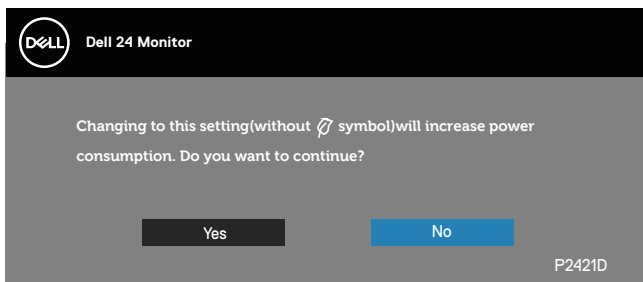 DELL Dell 24 Monitor
Changing to this setting(without symbol)will increase power
consumption. Do you want to continue?
Yes No
P2421D